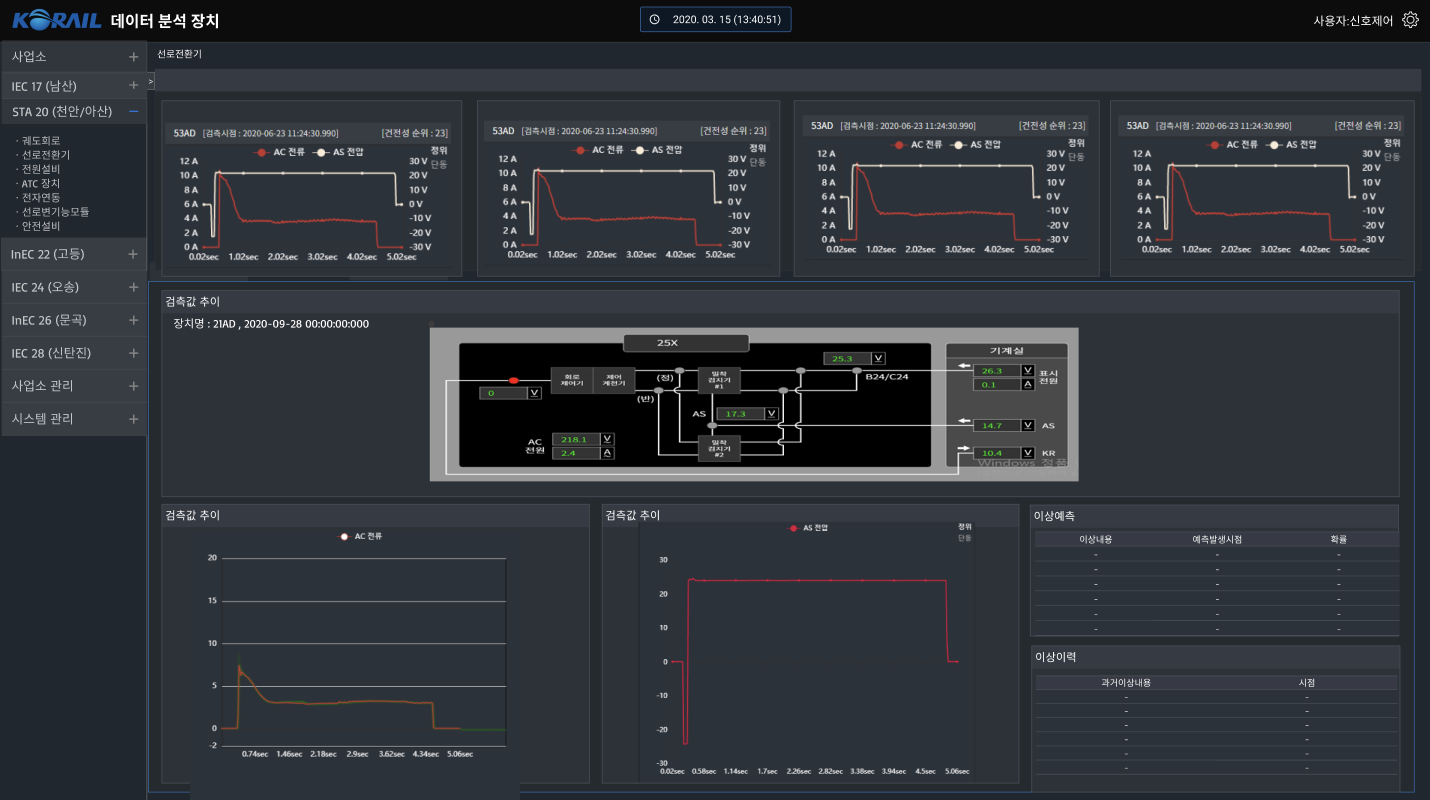 KORAIL 데이터 분석 장치
2020. 03. 15 (13:40:51)
사용자:신호제어
사업소 +
IEC 17 (남산) +
STA 20 (천안/아산) −
· 궤도회로
· 선로전환기
· 전원설비
· ATC 장치
· 전자연동
· 선로변기능모듈
· 안전설비
InEC 22 (고등) +
IEC 24 (오송) +
InEC 26 (문곡) +
IEC 28 (신탄진) +
사업소 관리 +
시스템 관리 +
선로전환기
>
53AD [검측시점 : 2020-06-23 11:24:30.990] [건전성 순위 : 23]
AC 전류 AS 전압 정위
단동
12 A
10 A
8 A
6 A
4 A
2 A
0 A
30 V
20 V
10 V
0 V
-10 V
-20 V
-30 V
0.02sec 1.02sec 2.02sec 3.02sec 4.02sec 5.02sec
53AD [검측시점 : 2020-06-23 11:24:30.990] [건전성 순위 : 23]
AC 전류 AS 전압 정위
단동
12 A
10 A
8 A
6 A
4 A
2 A
0 A
30 V
20 V
10 V
0 V
-10 V
-20 V
-30 V
0.02sec 1.02sec 2.02sec 3.02sec 4.02sec 5.02sec
53AD [검측시점 : 2020-06-23 11:24:30.990] [건전성 순위 : 23]
AC 전류 AS 전압 정위
단동
12 A
10 A
8 A
6 A
4 A
2 A
0 A
30 V
20 V
10 V
0 V
-10 V
-20 V
-30 V
0.02sec 1.02sec 2.02sec 3.02sec 4.02sec 5.02sec
53AD [검측시점 : 2020-06-23 11:24:30.990] [건전성 순위 : 23]
AC 전류 AS 전압 정위
단동
12 A
10 A
8 A
6 A
4 A
2 A
0 A
30 V
20 V
10 V
0 V
-10 V
-20 V
-30 V
0.02sec 1.02sec 2.02sec 3.02sec 4.02sec 5.02sec
검측값 추이
장치명 : 21AD , 2020-09-28 00:00:00:000
25X
0 V
회로
제어기
제어
계전기
(정)
(반)
밀착
검지기
#1
25.3 V
B24/C24
AS 17.3 V
밀착
검지기
#2
AC
전원
218.1 V
2.4 A
기계실
26.3 V
0.1 A
표시
전원
14.7 V AS
10.4 V KR
Windows 정품
검측값 추이
AC 전류
20
15
10
5
0
-2
0.74sec 1.46sec 2.18sec 2.9sec 3.62sec 4.34sec 5.06sec
검측값 추이
AS 전압 정위
단동
30
20
10
0
-10
-20
-30
0.02sec 0.58sec 1.14sec 1.7sec 2.26sec 2.82sec 3.38sec 3.94sec 4.5sec 5.06sec
이상예측
이상내용 예측발생시점 확률
- - -
- - -
- - -
- - -
- - -
- - -
이상이력
과거이상내용 시점
- -
- -
- -
- -
- -
- -